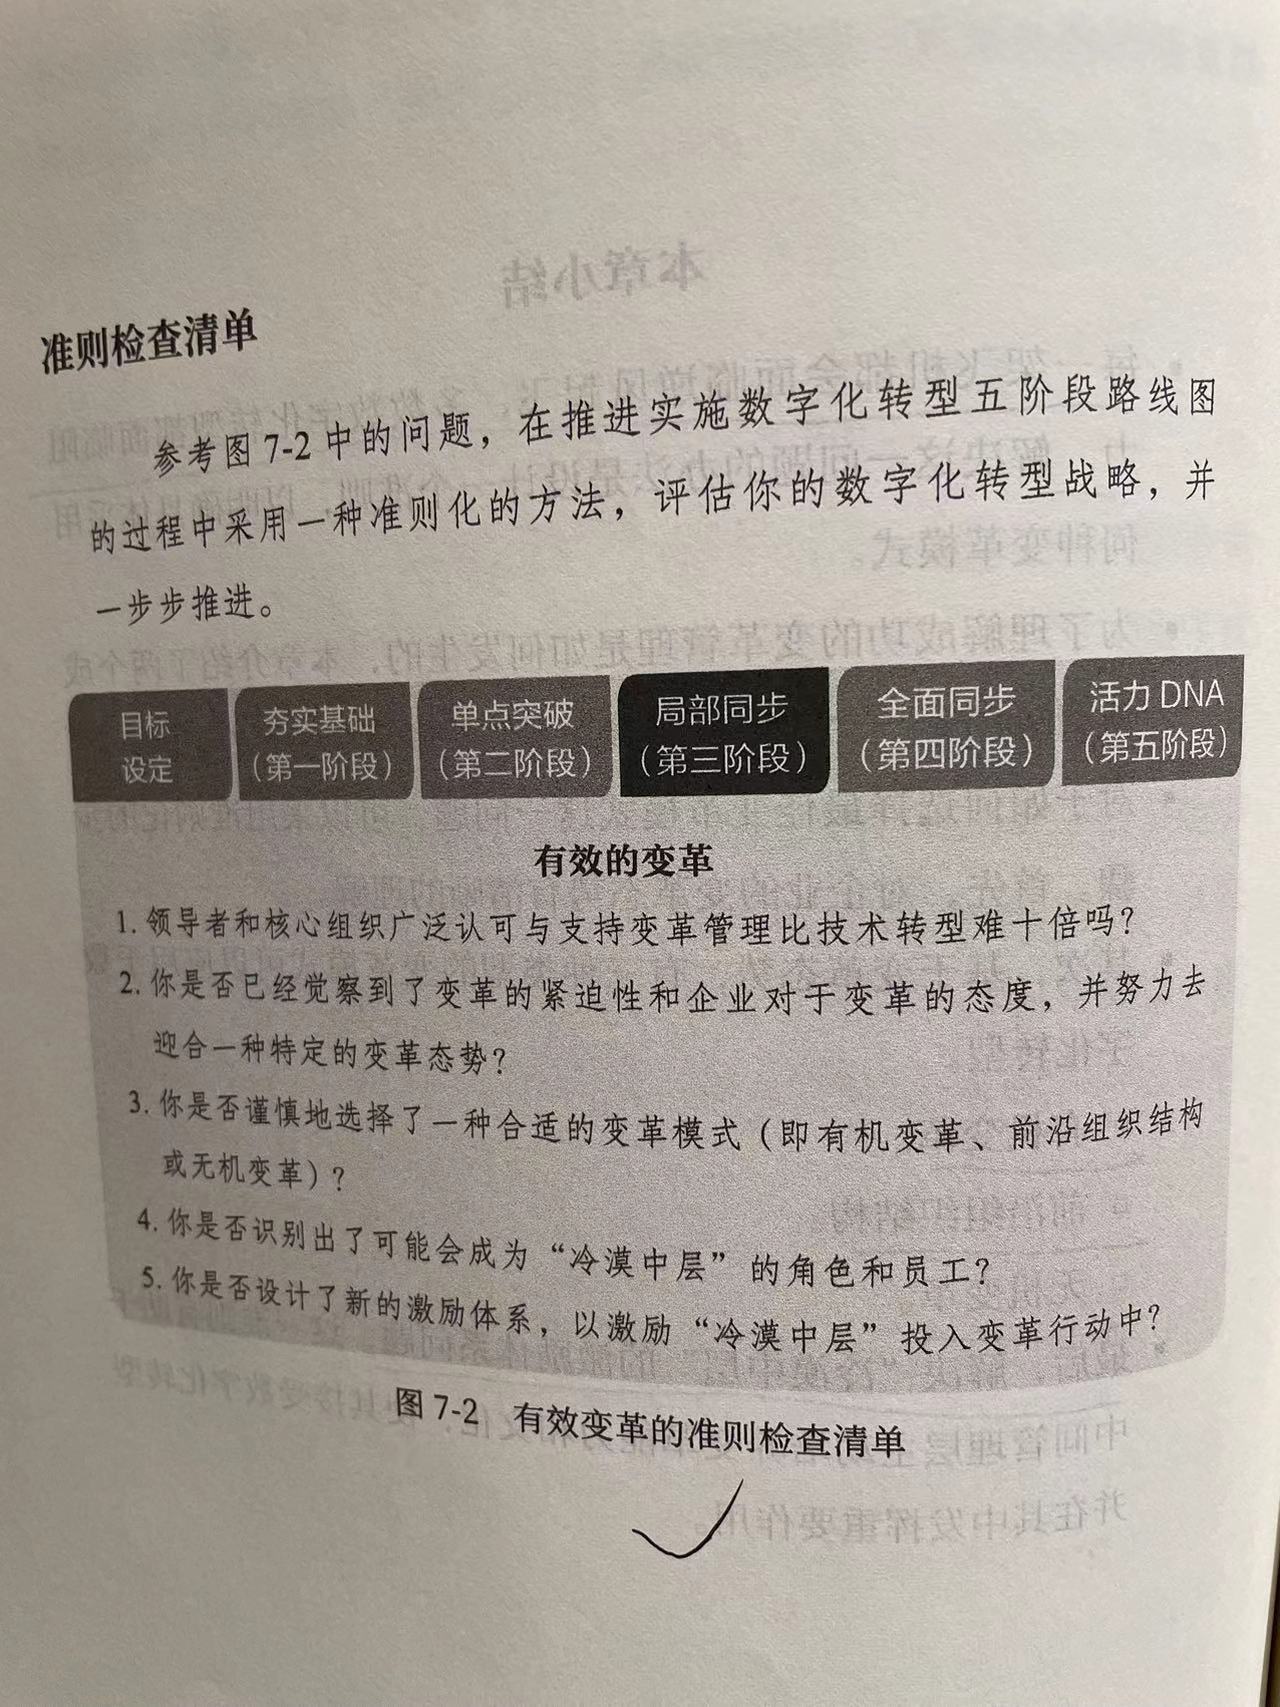 准则检查清单
参考图 7-2 中的问题，在推进实施数字化转型五阶段路线图
的过程中采用一种准则化的方法，评估你的数字化转型战略，并
一步步推进。
目标 夯实基础 单点突破 局部同步 全面同步 活力 DNA
设定 （第一阶段） （第二阶段） （第三阶段） （第四阶段） （第五阶段）
有效的变革
1. 领导者和核心组织广泛认可与支持变革管理比技术转型难十倍吗？
2. 你是否已经觉察到了变革的紧迫性和企业对于变革的态度，并努力去
迎合一种特定的变革态势？
3. 你是否谨慎地选择了一种合适的变革模式（即有机变革、前沿组织结构
或无机变革）？
4. 你是否识别出了可能会成为“冷漠中层”的角色和员工？
5. 你是否设计了新的激励体系，以激励“冷漠中层”投入变革行动中？
图 7-2 有效变革的准则检查清单